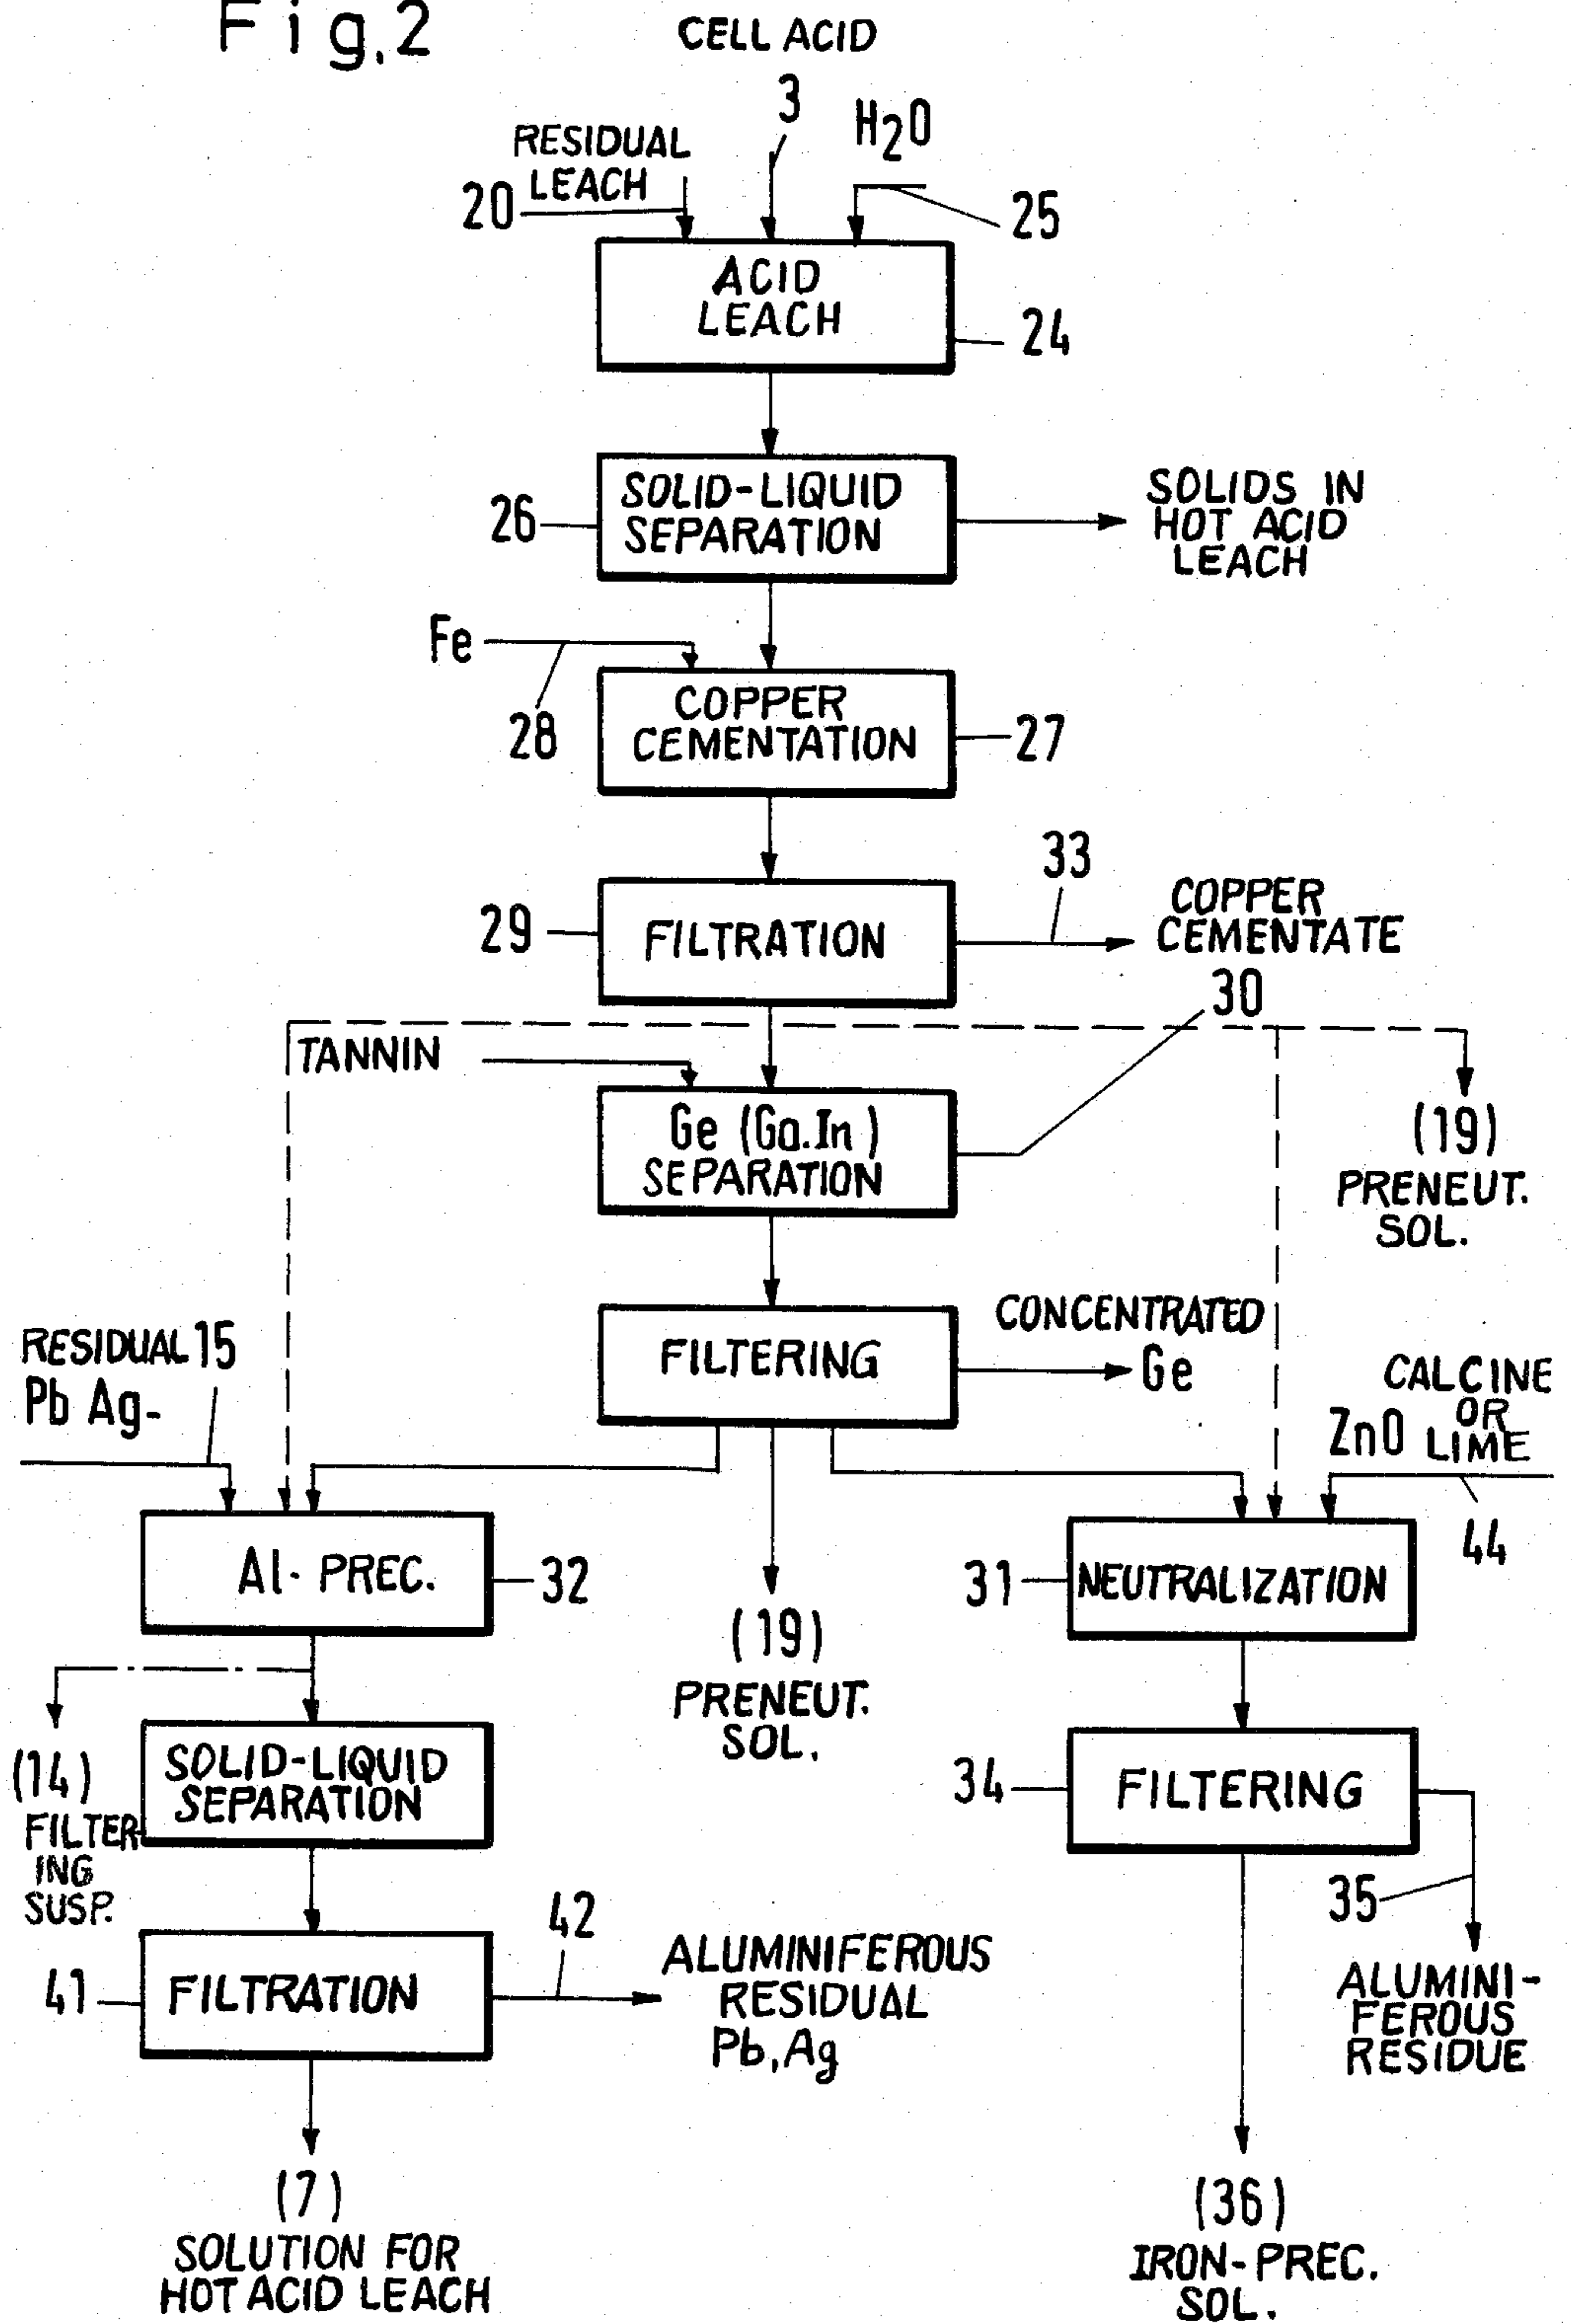 Fig.2
CELL ACID
3
H2O
RESIDUAL
LEACH
20
25
ACID
LEACH
24
26
SOLID-LIQUID
SEPARATION
SOLIDS IN
HOT ACID
LEACH
Fe
28
COPPER
CEMENTATION
27
29
FILTRATION
33
COPPER
CEMENTATE
30
TANNIN
Ge (Ga.In)
SEPARATION
(19)
PRENEUT.
SOL.
FILTERING
CONCENTRATED
Ge
RESIDUAL 15
Pb Ag-
CALCINE
OR
ZnO LIME
44
Al- PREC.
32
(19)
PRENEUT.
SOL.
31
NEUTRALIZATION
(14)
FILTER-
ING
SUSP.
SOLID-LIQUID
SEPARATION
34
FILTERING
35
ALUMINI-
FEROUS
RESIDUE
41
FILTRATION
42
ALUMINIFEROUS
RESIDUAL
Pb,Ag
(7)
SOLUTION FOR
HOT ACID LEACH
(36)
IRON-PREC.
SOL.